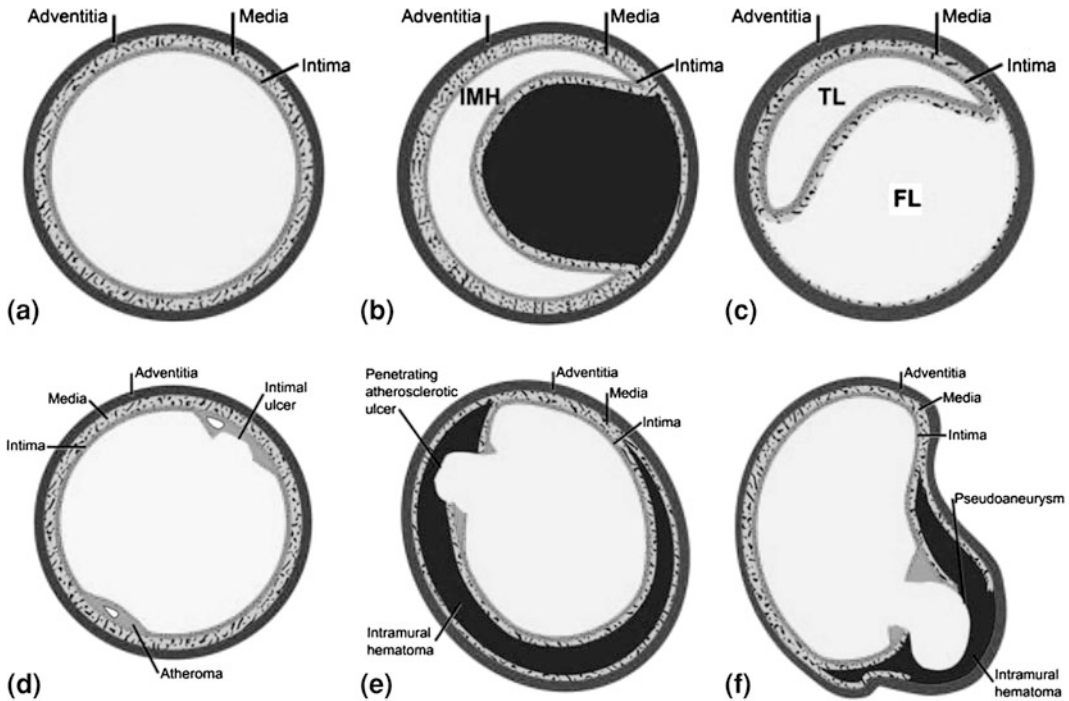 Adventitia
Media
Intima
(a)
Adventitia
Media
Intima
IMH
(b)
Adventitia
Media
Intima
TL
FL
(c)
Adventitia
Media
Intima
Intimal
ulcer
Atheroma
(d)
Penetrating
atherosclerotic
ulcer
Adventitia
Media
Intima
Intramural
hematoma
(e)
Adventitia
Media
Intima
Pseudoaneurysm
Intramural
hematoma
(f)